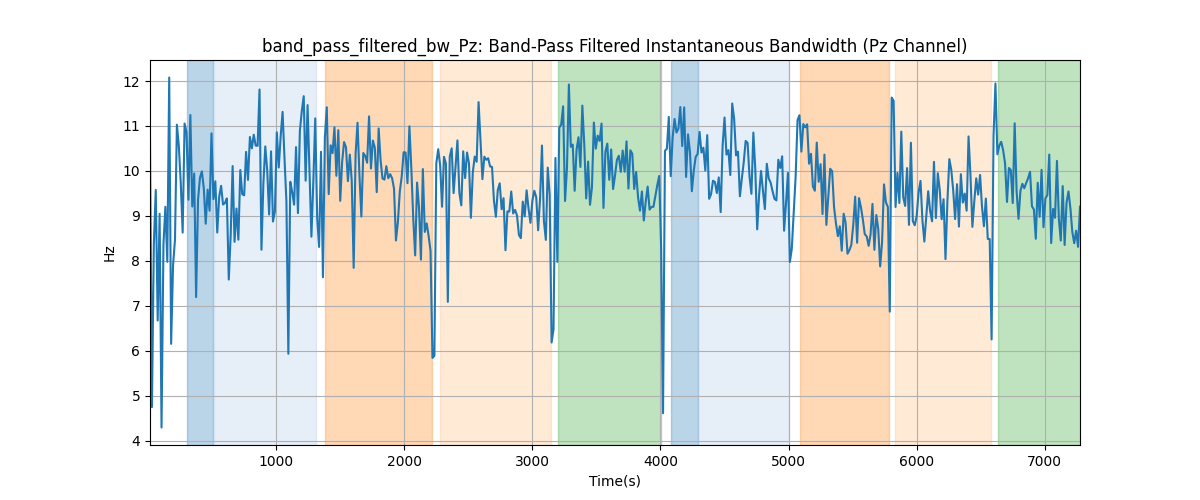 band_pass_filtered_bw_Pz: Band-Pass Filtered Instantaneous Bandwidth (Pz Channel)
12
11
10
9
8
7
6
5
4
Hz
1000 2000 3000 4000 5000 6000 7000
Time(s)